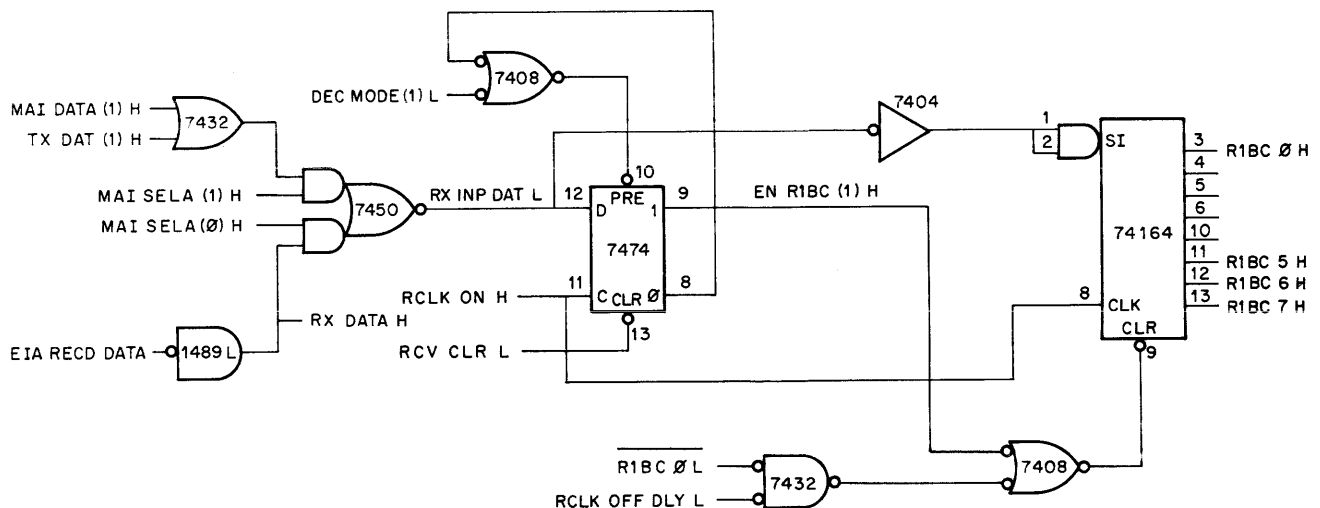 7408
DEC MODE (1) L
7404
MAI DATA (1) H
7432
TX DAT (1) H
1
2
SI
3
R1BC Ø H
4
5
6
10
11
R1BC 5 H
12
R1BC 6 H
13
R1BC 7 H
74164
8
CLK
CLR
9
MAI SELA (1) H
7450
MAI SELA (Ø) H
RX INP DAT L
12
10
PRE
9
EN R1BC (1) H
D
1
7474
RCLK ON H
11
C
CLR
Ø
8
13
RX DATA H
RCV CLR L
EIA RECD DATA
1489 L
R1BC Ø L
7432
RCLK OFF DLY L
7408